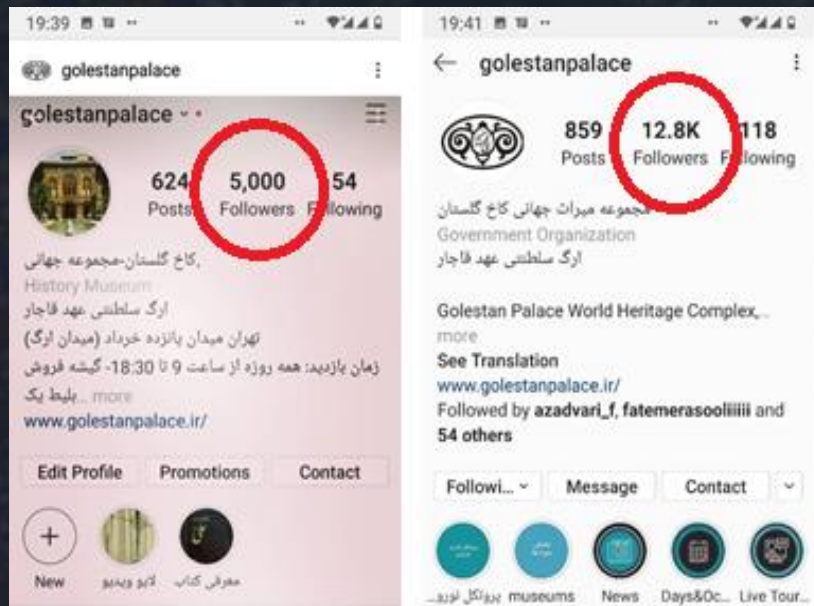 19:39
golestanpalace
golestanpalace
624
5,000
54
Posts
Followers
Following
کاخ گلستان-مجموعه جهانی,
History Museum
ارگ سلطنتی عهد قاجار
تهران میدان پانزده خرداد (میدان ارگ)
زمان بازدید: همه روزه از ساعت 9 تا 18:30- گیشه فروش
بلیط یک... more
www.golestanpalace.ir/
Edit Profile
Promotions
Contact
New
لایو ویدیو
معرفی کتاب
19:41
golestanpalace
859
12.8K
118
Posts
Followers
Following
مجموعه میراث جهانی کاخ گلستان
Government Organization
ارگ سلطنتی عهد قاجار
Golestan Palace World Heritage Complex,...
more
See Translation
www.golestanpalace.ir/
Followed by azadvari_f, fatemerasooliiiiii and
54 others
Followi...
Message
Contact
پروتکل نورو...
museums
News
Days&Oc...
Live Tour...